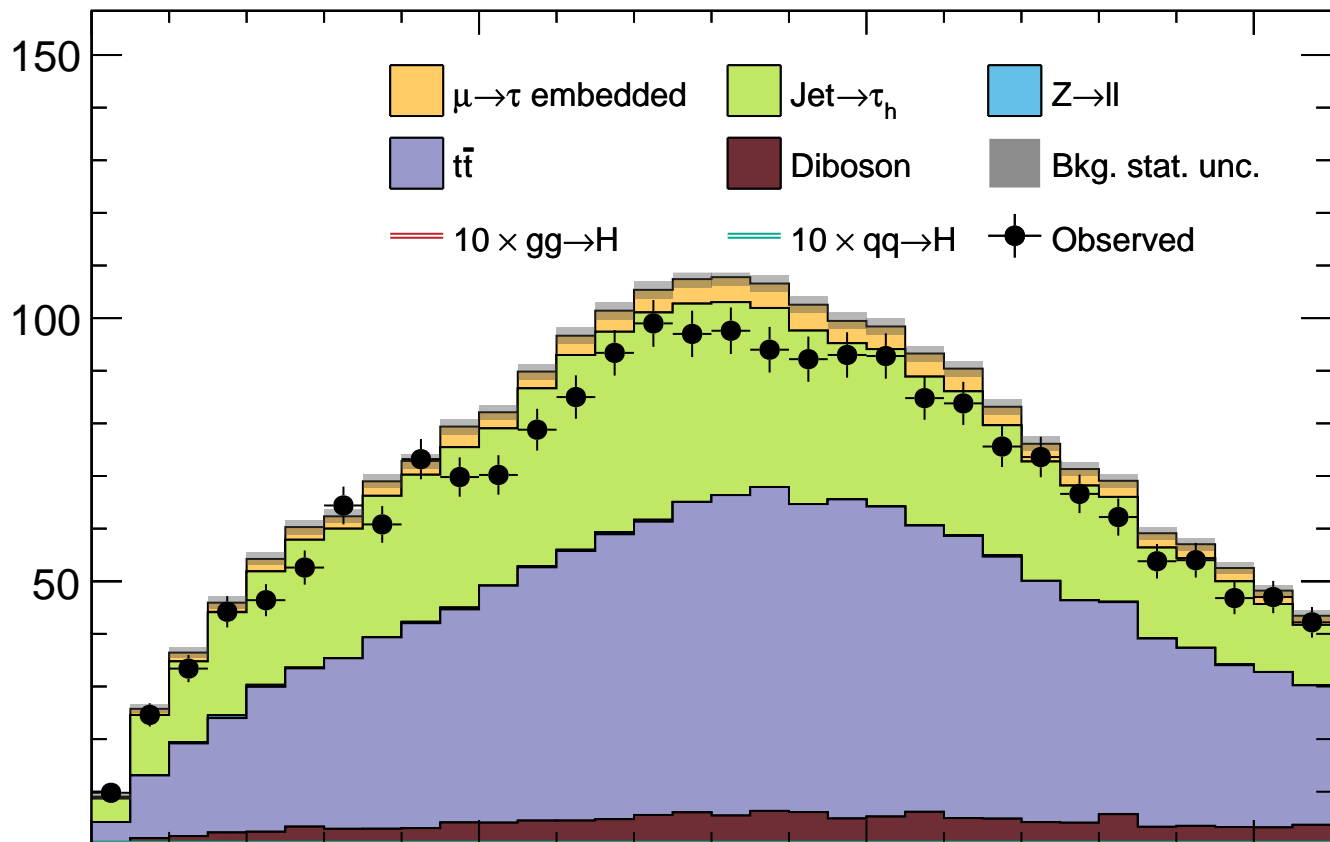 150
μ→τ embedded Jet→τh Z→ll
tt̄ Diboson Bkg. stat. unc.
10 × gg→H 10 × qq→H Observed
100
50